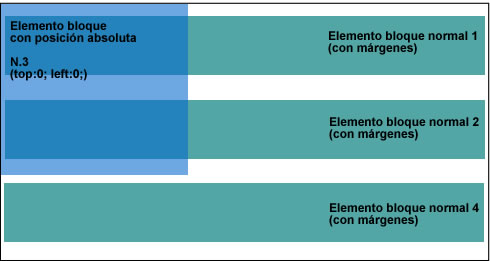 Elemento bloque
con posición absoluta
N.3
(top:0; left:0;)
Elemento bloque normal 1
(con márgenes)
Elemento bloque normal 2
(con márgenes)
Elemento bloque normal 4
(con márgenes)